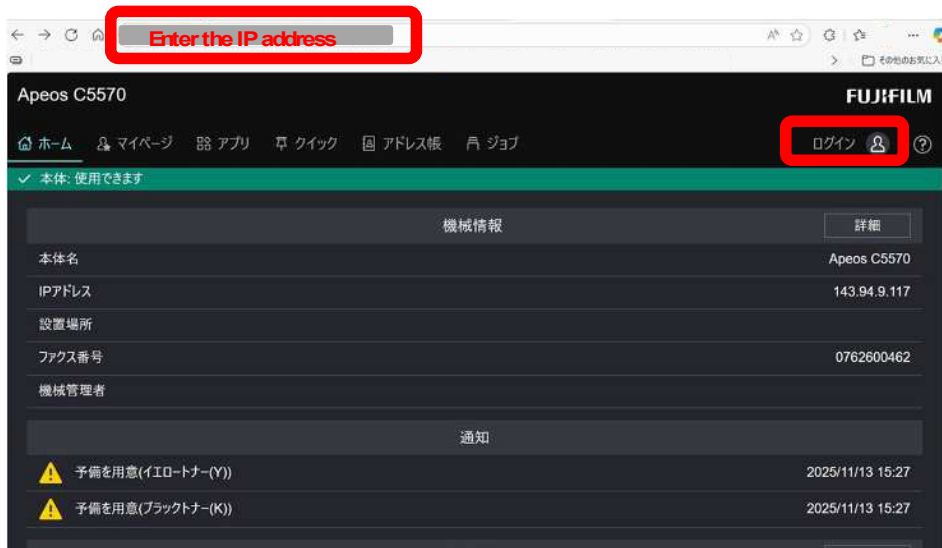 Enter the IP address
その他のお気に入
Apeos C5570
FUJIFILM
ホーム マイページ アプリ クイック アドレス帳 ジョブ ログイン
本体: 使用できます
機械情報 詳細
本体名 Apeos C5570
IPアドレス 143.94.9.117
設置場所
ファクス番号 0762600462
機械管理者
通知
予備を用意(イエロートナー(Y)) 2025/11/13 15:27
予備を用意(ブラックトナー(K)) 2025/11/13 15:27